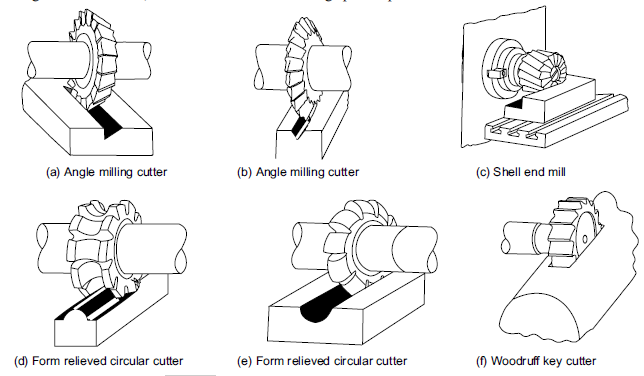 (a) Angle milling cutter
(b) Angle milling cutter
(c) Shell end mill
(d) Form relieved circular cutter
(e) Form relieved circular cutter
(f) Woodruff key cutter